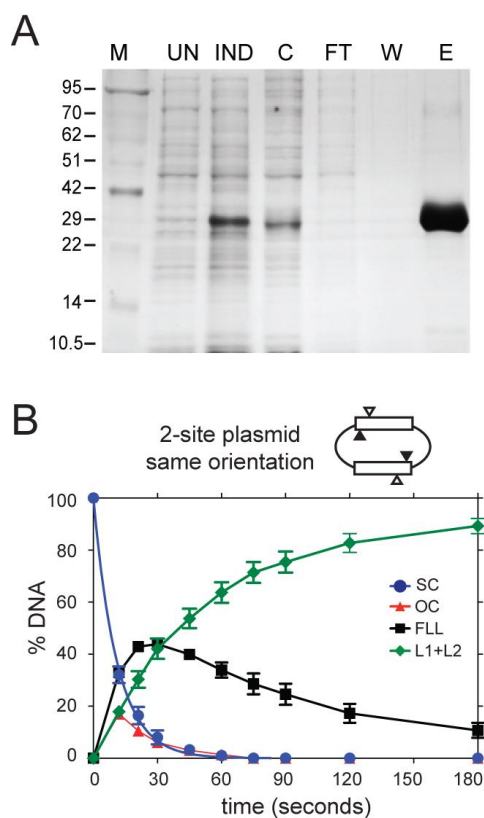 A
M UN IND C FT W E
95
70
62
51
42
29
22
14
10.5
B
2-site plasmid
same orientation
100
80
60
40
20
0
% DNA
SC
OC
FLL
L1+L2
0 30 60 90 120 150 180
time (seconds)